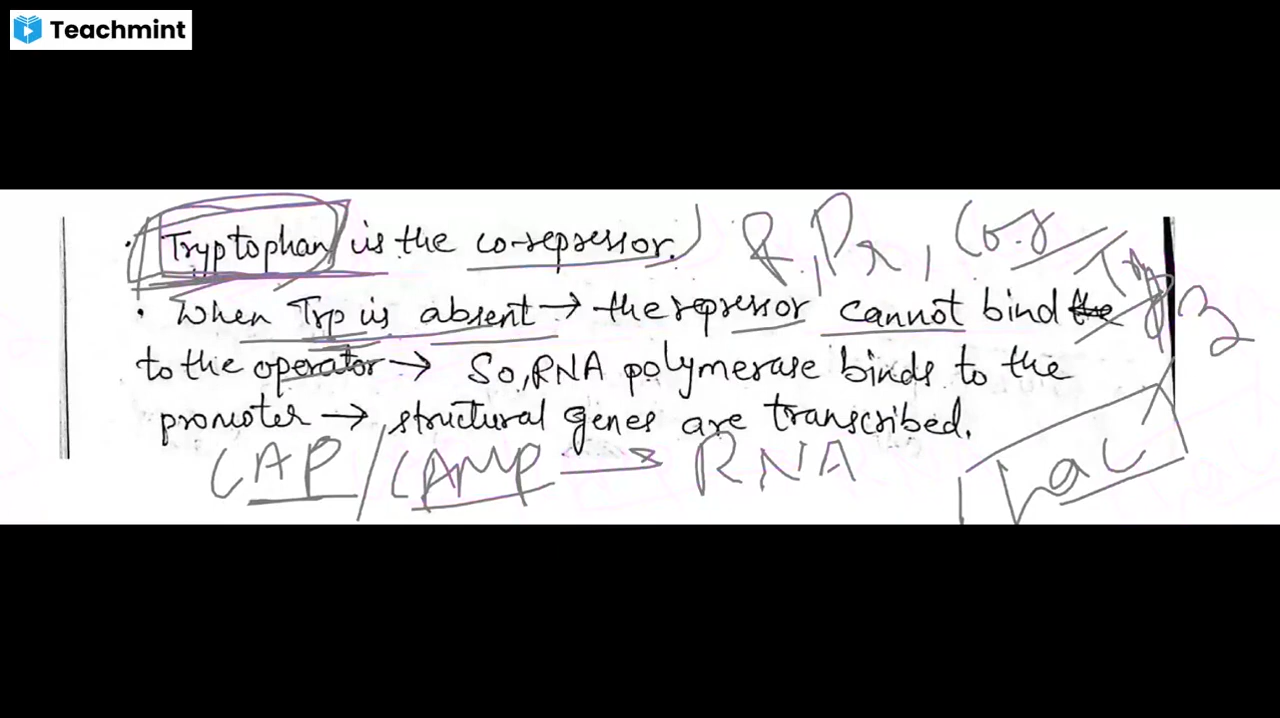 Teachmint
. Tryptophan is the co-repressor.
. When Trp is absent → the repressor cannot bind the
to the operator → So, RNA polymerase binds to the
promoter → structural genes are transcribed.
CAP/CAMP → RNA
Lac